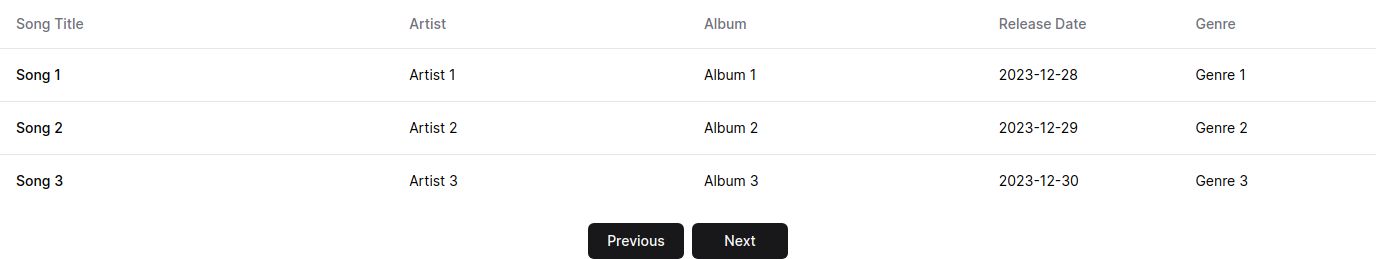 Song Title Artist Album Release Date Genre
Song 1 Artist 1 Album 1 2023-12-28 Genre 1
Song 2 Artist 2 Album 2 2023-12-29 Genre 2
Song 3 Artist 3 Album 3 2023-12-30 Genre 3
Previous Next